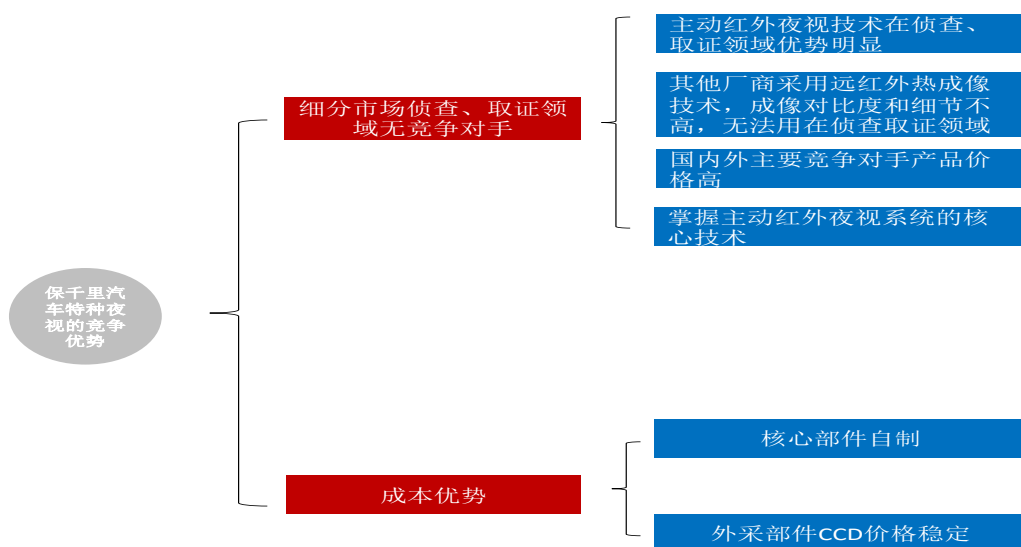 保千里汽
车特种夜
视的竞争
优势
细分市场侦查、取证领
域无竞争对手
主动红外夜视技术在侦查、
取证领域优势明显
其他厂商采用远红外热成像
技术，成像对比度和细节不
高，无法用在侦查取证领域
国内外主要竞争对手产品价
格高
掌握主动红外夜视系统的核
心技术
成本优势
核心部件自制
外采部件CCD价格稳定